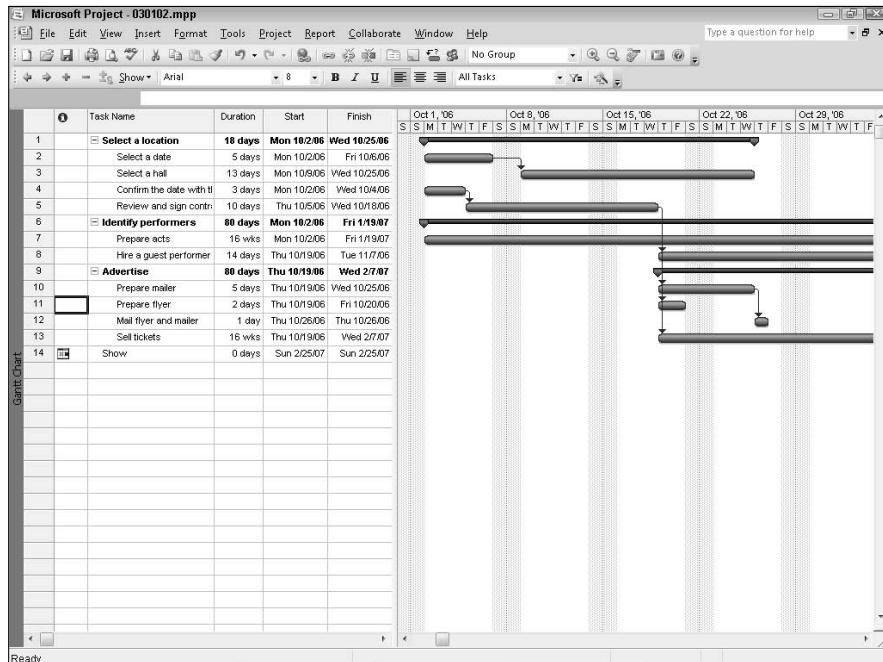 Microsoft Project - 030102.mpp
File Edit View Insert Format Tools Project Report Collaborate Window Help Type a question for help
No Group
Show Arial 8 B I U All Tasks
Task Name Duration Start Finish Oct 1, '06 Oct 8, '06 Oct 15, '06 Oct 22, '06 Oct 29, '06
S S M T W T F S S M T W T F S S M T W T F S S M T W T F S S M T W T F
1 Select a location 18 days Mon 10/2/06 Wed 10/25/06
2 Select a date 5 days Mon 10/2/06 Fri 10/6/06
3 Select a hall 13 days Mon 10/9/06 Wed 10/25/06
4 Confirm the date with tl 3 days Mon 10/2/06 Wed 10/4/06
5 Review and sign contra 10 days Thu 10/5/06 Wed 10/18/06
6 Identify performers 80 days Mon 10/2/06 Fri 1/19/07
7 Prepare acts 16 wks Mon 10/2/06 Fri 1/19/07
8 Hire a guest performer 14 days Thu 10/19/06 Tue 11/7/06
9 Advertise 80 days Thu 10/19/06 Wed 2/7/07
10 Prepare mailer 5 days Thu 10/19/06 Wed 10/25/06
11 Prepare flyer 2 days Thu 10/19/06 Fri 10/20/06
12 Mail flyer and mailer 1 day Thu 10/26/06 Thu 10/26/06
13 Sell tickets 16 wks Thu 10/19/06 Wed 2/7/07
14 Show 0 days Sun 2/25/07 Sun 2/25/07
Gantt Chart
Ready